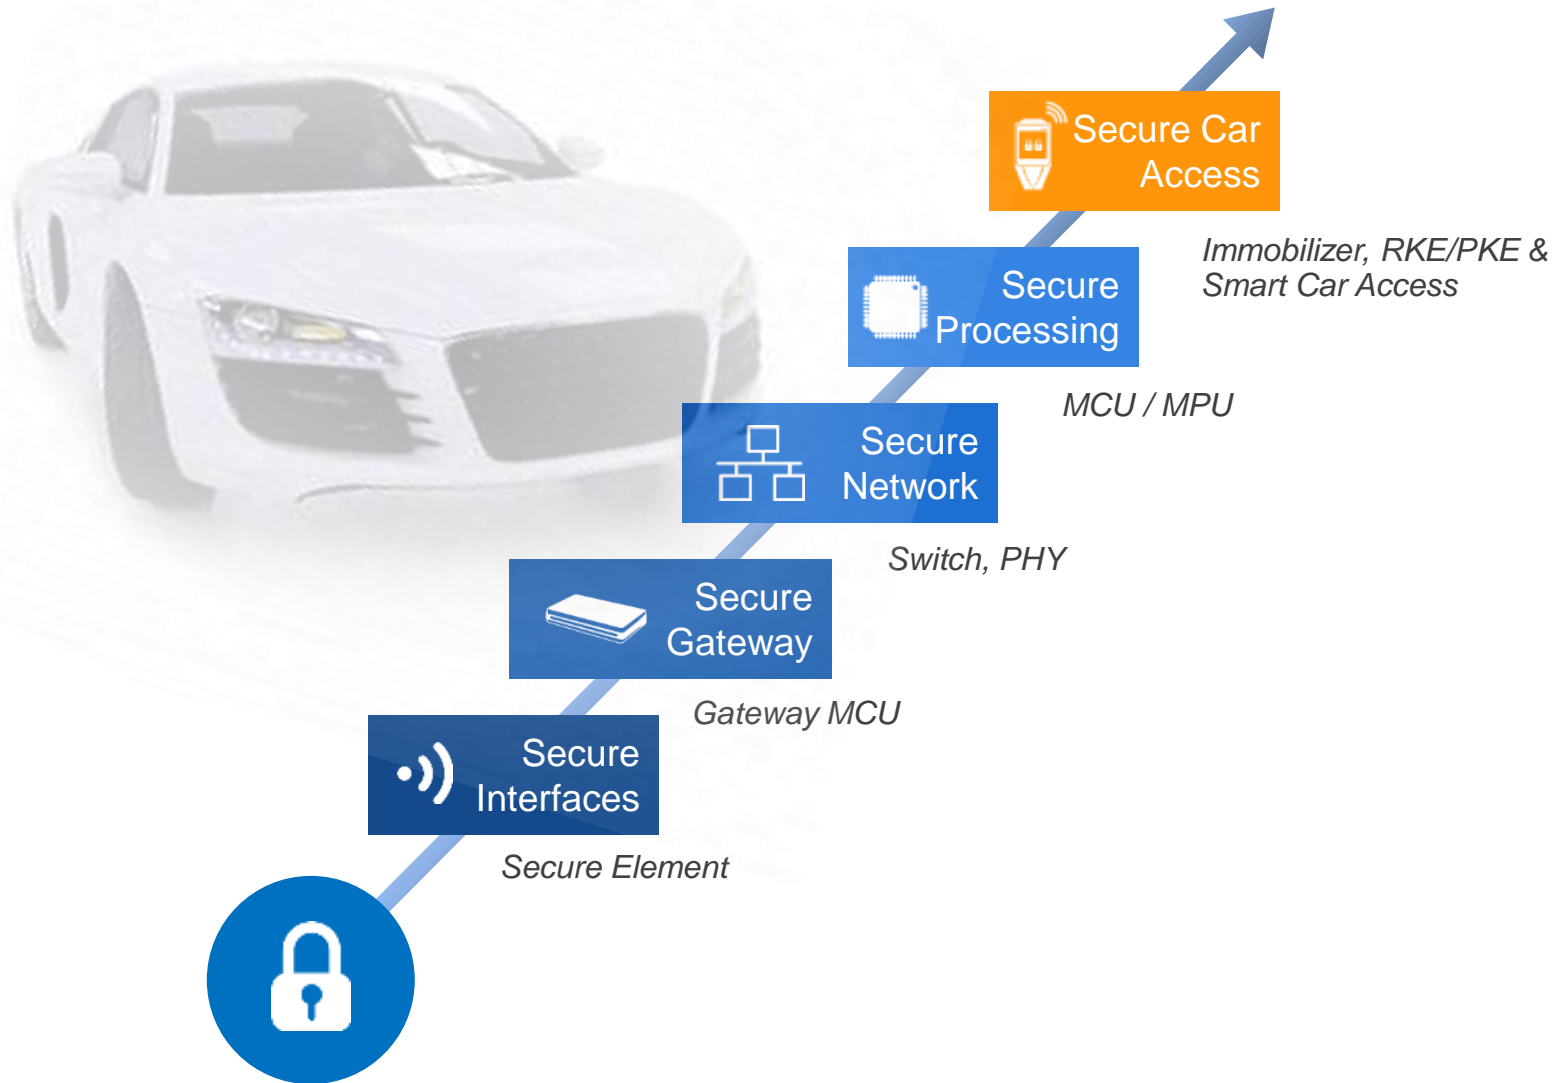 Secure Car
Access
Immobilizer, RKE/PKE &
Smart Car Access
Secure
Processing
MCU / MPU
Secure
Network
Switch, PHY
Secure
Gateway
Gateway MCU
Secure
Interfaces
Secure Element